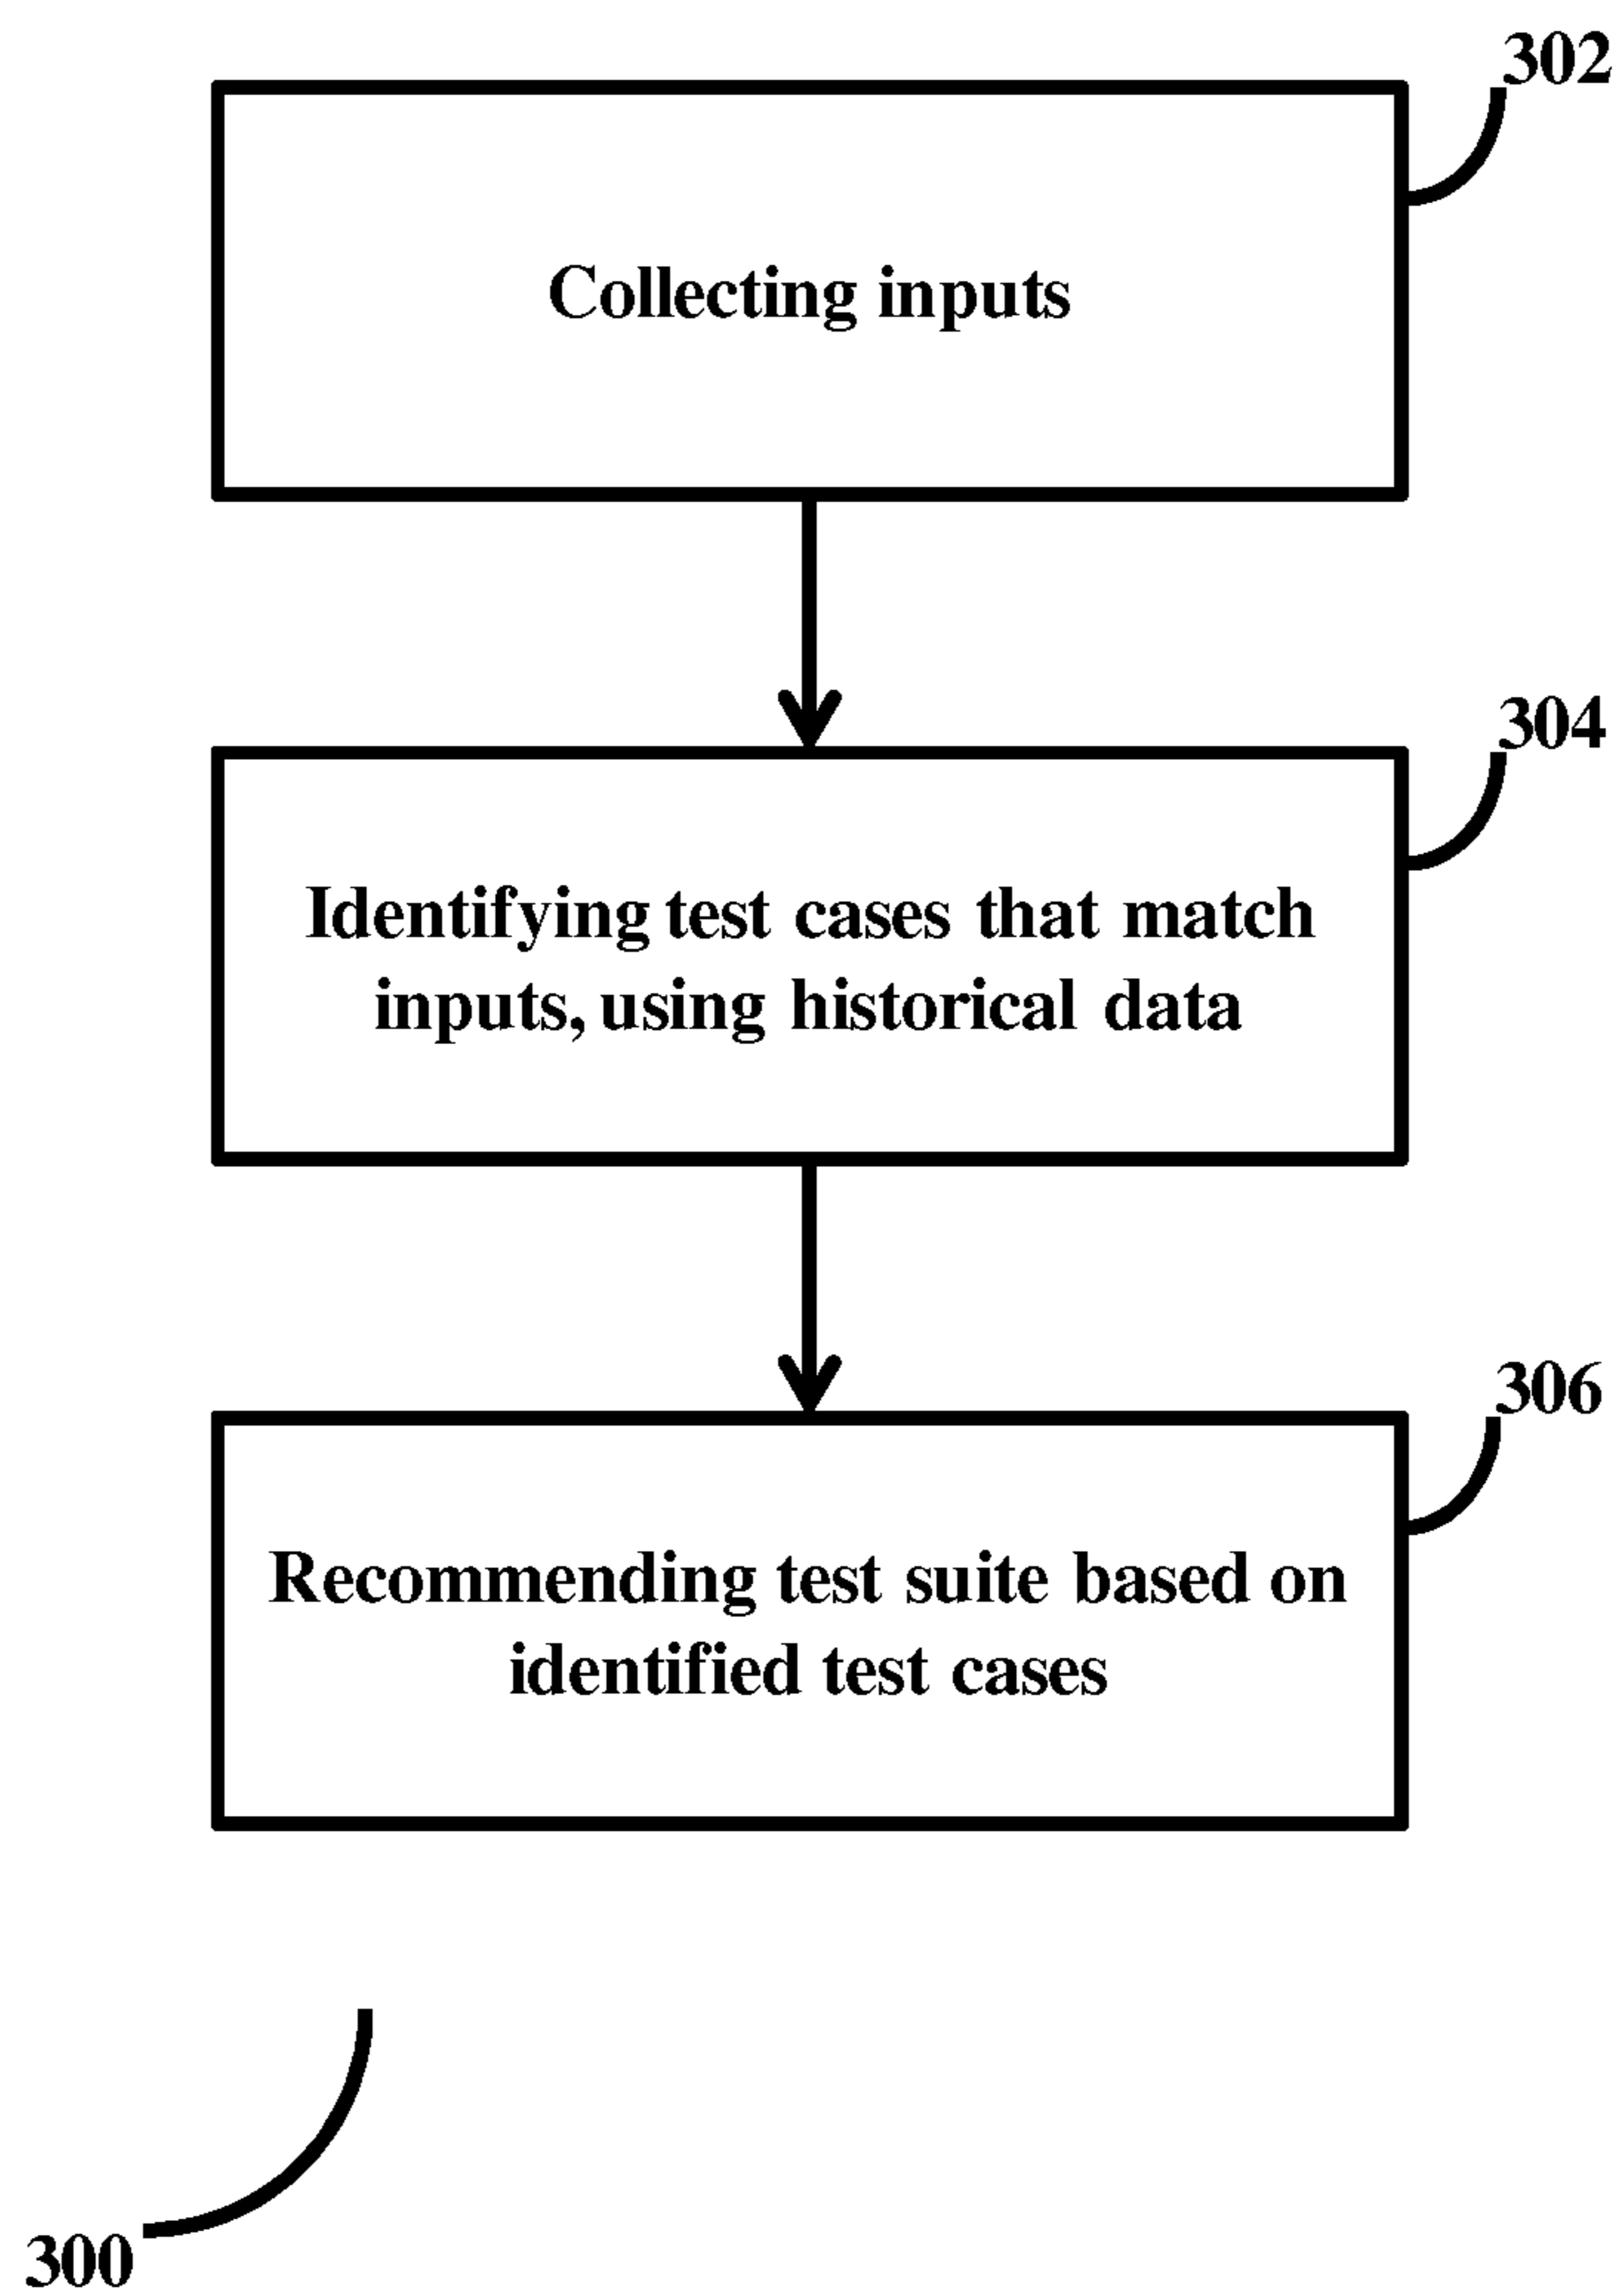 302
Collecting inputs
304
Identifying test cases that match
inputs, using historical data
306
Recommending test suite based on
identified test cases
300